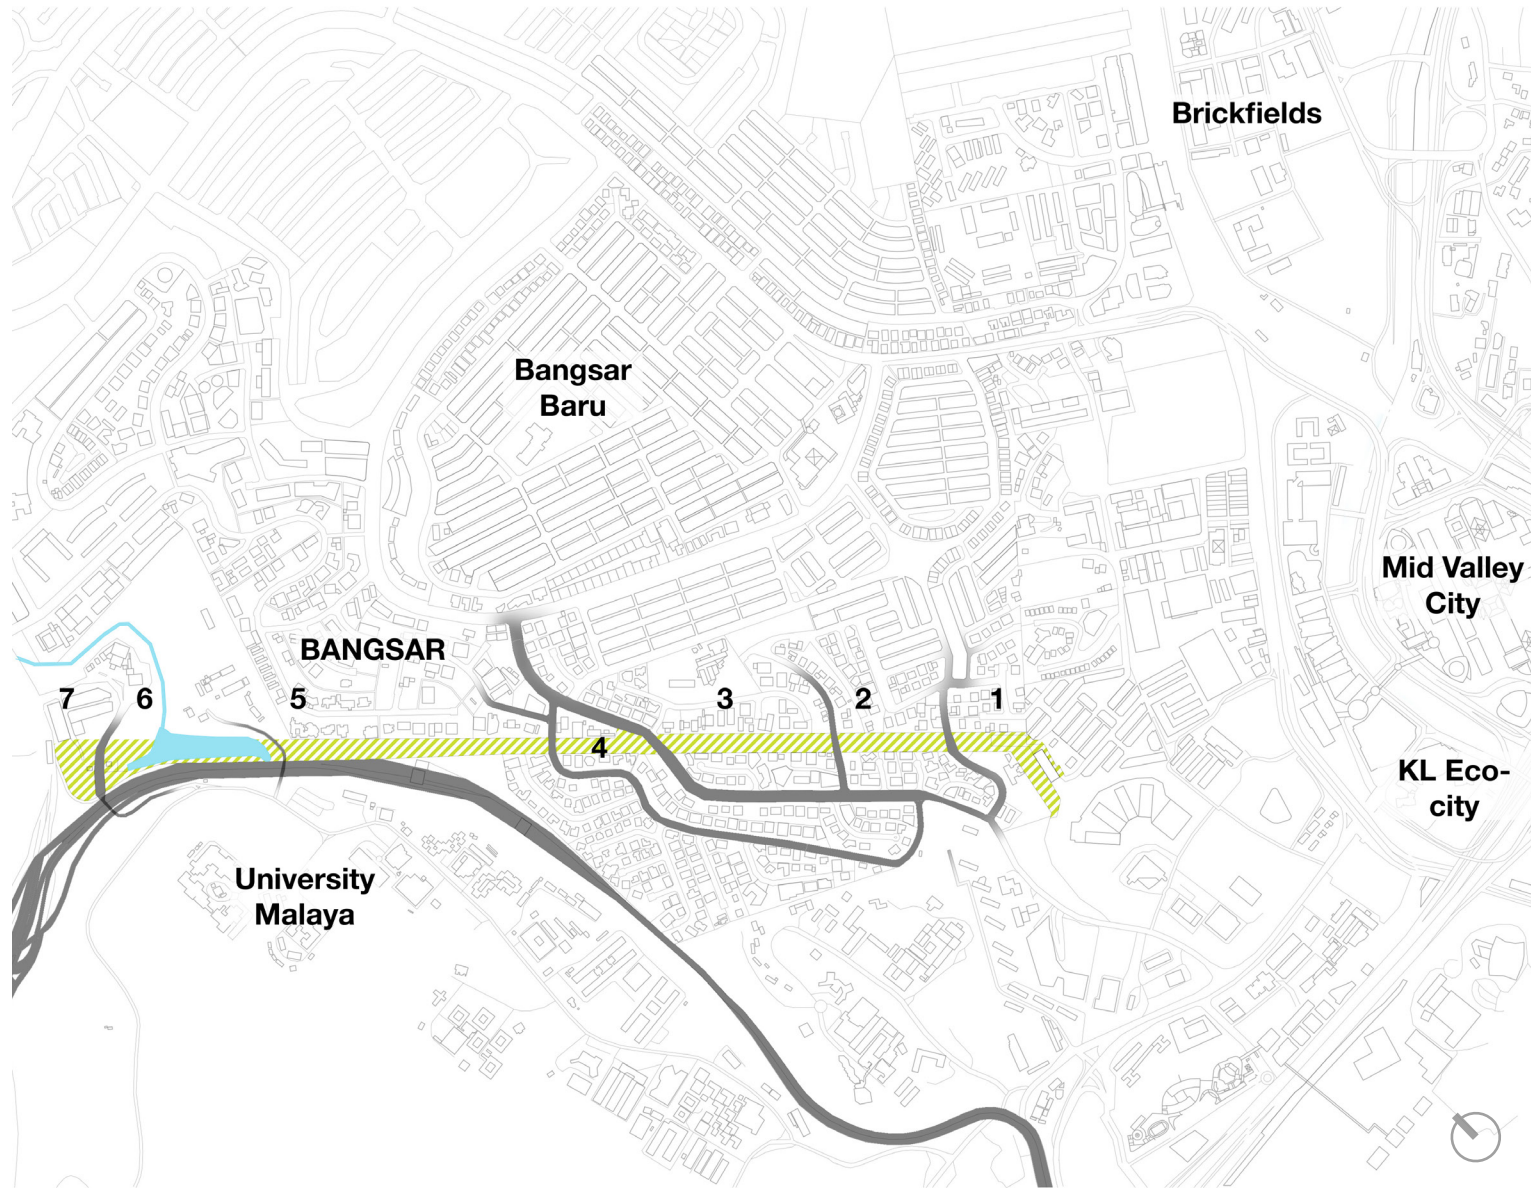 Brickfields
Bangsar
Baru
Mid Valley
City
BANGSAR
7
6
5
3
2
1
4
KL Eco-
city
University
Malaya